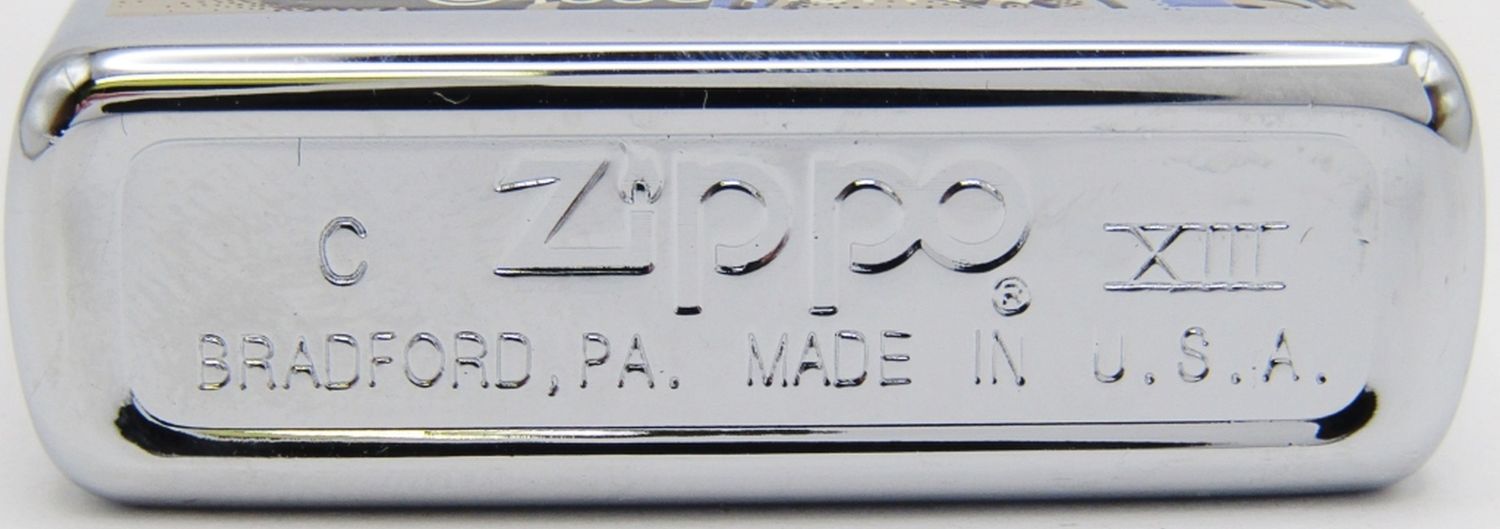 C Zippo® XIII
BRADFORD, PA. MADE IN U.S.A.